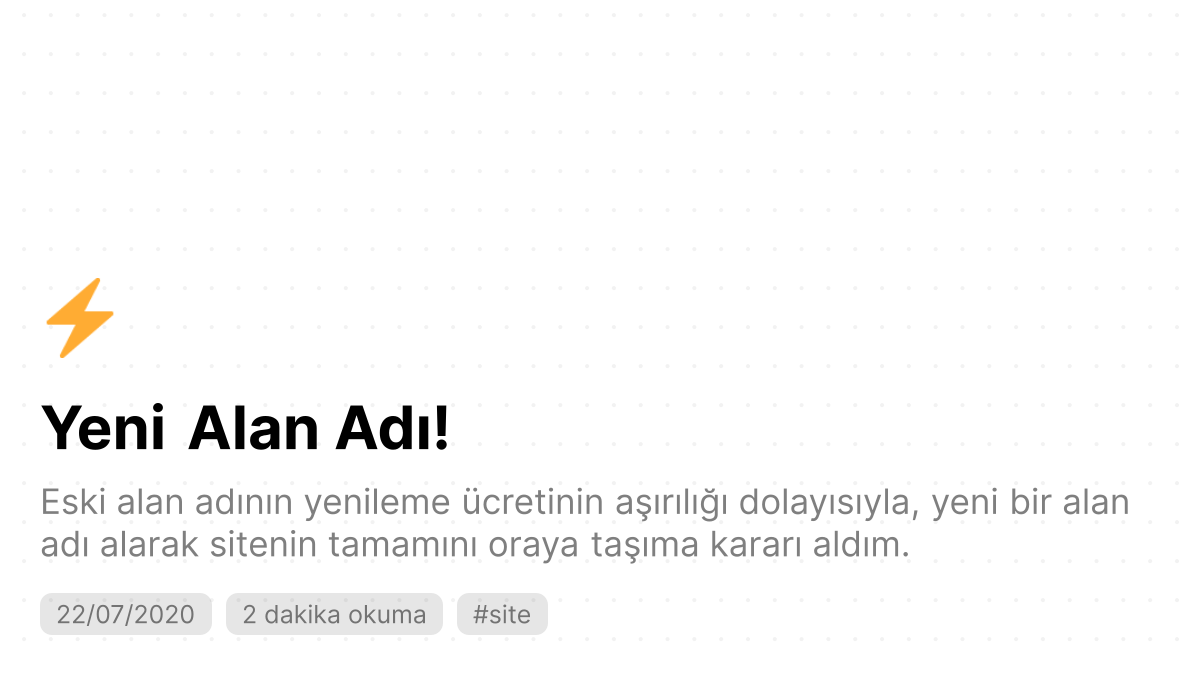 Yeni Alan Adı!
Eski alan adının yenileme ücretinin aşırılığı dolayısıyla, yeni bir alan
adı alarak sitenin tamamını oraya taşıma kararı aldım.
22/07/2020 2 dakika okuma #site